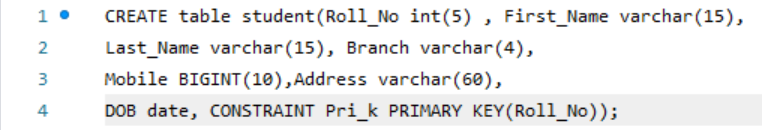 1 CREATE table student(Roll_No int(5) , First_Name varchar(15),
2 Last_Name varchar(15), Branch varchar(4),
3 Mobile BIGINT(10),Address varchar(60),
4 DOB date, CONSTRAINT Pri_k PRIMARY KEY(Roll_No));